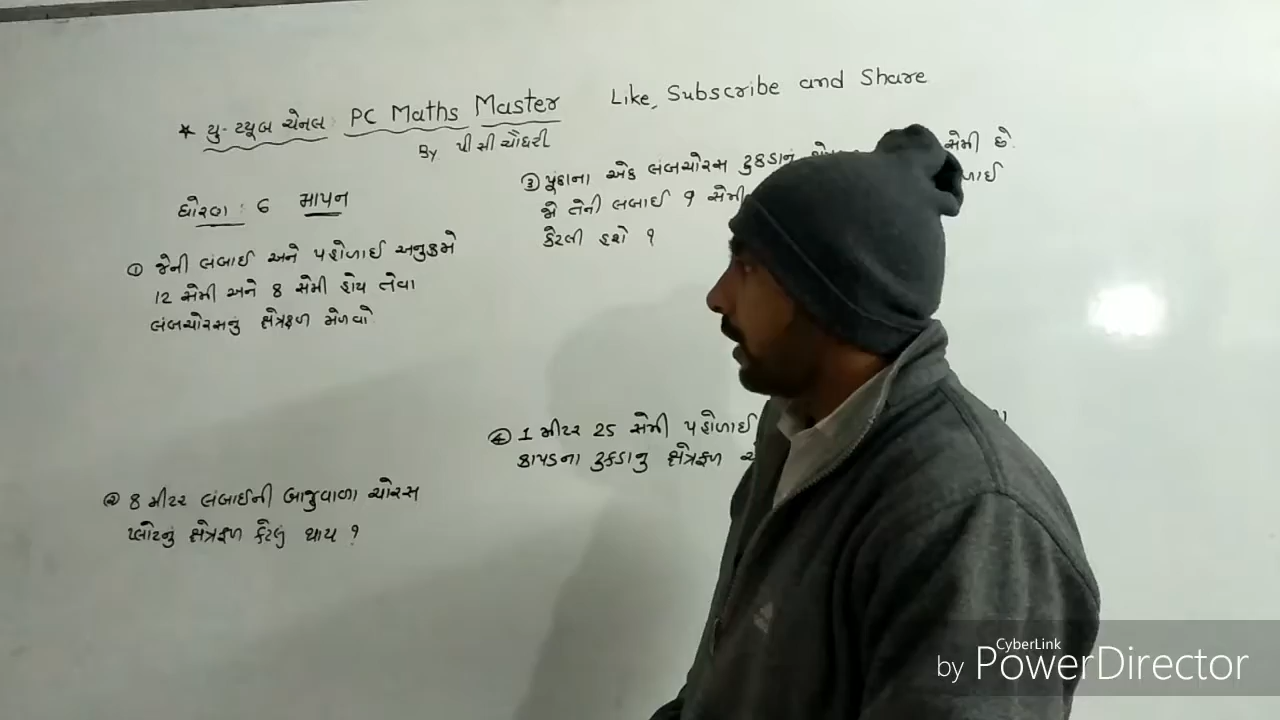 * યુ-ટ્યૂબ ચેનલ: PC Maths Master Like, Subscribe and Share
By પી સી ચૌધરી
ધોરણ : 6 માપન
① જેની લંબાઈ અને પહોળાઈ અનુક્રમે
12 સેમી અને 8 સેમી હોય તેવા
લંબચોરસનું ક્ષેત્રફળ મેળવો.
② 8 મીટર લંબાઈની બાજુવાળા ચોરસ
પ્લોટનું ક્ષેત્રફળ કેટલું થાય ?
③ પૂંઠાના એક લંબચોરસ ટુકડાનું સેમી છે.
જો તેની લબાઈ 9 સેમી
કેટલી હશે ?
④ 1 મીટર 25 સેમી પહોળાઈ
કાપડના ટુકડાનુ ક્ષેત્રફળ
CyberLink
by PowerDirector